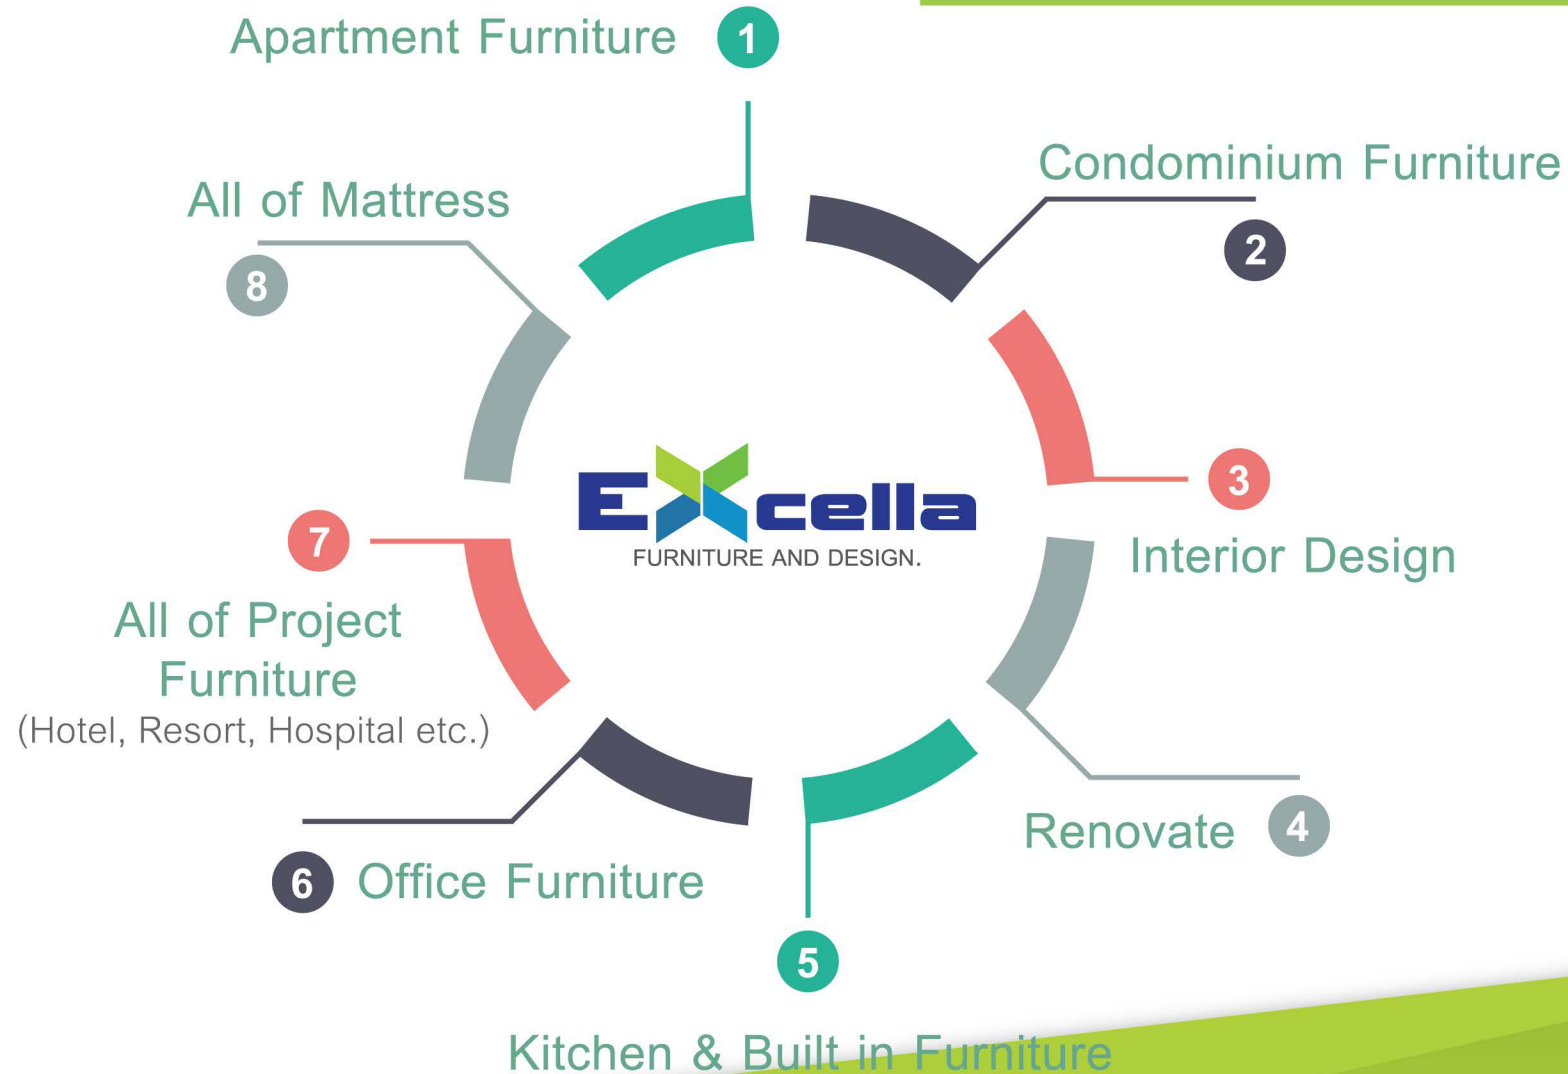 Apartment Furniture 1
Condominium Furniture
2
All of Mattress
8
3
Interior Design
EXcella
FURNITURE AND DESIGN.
7
All of Project
Furniture
(Hotel, Resort, Hospital etc.)
Renovate 4
6 Office Furniture
5
Kitchen & Built in Furniture